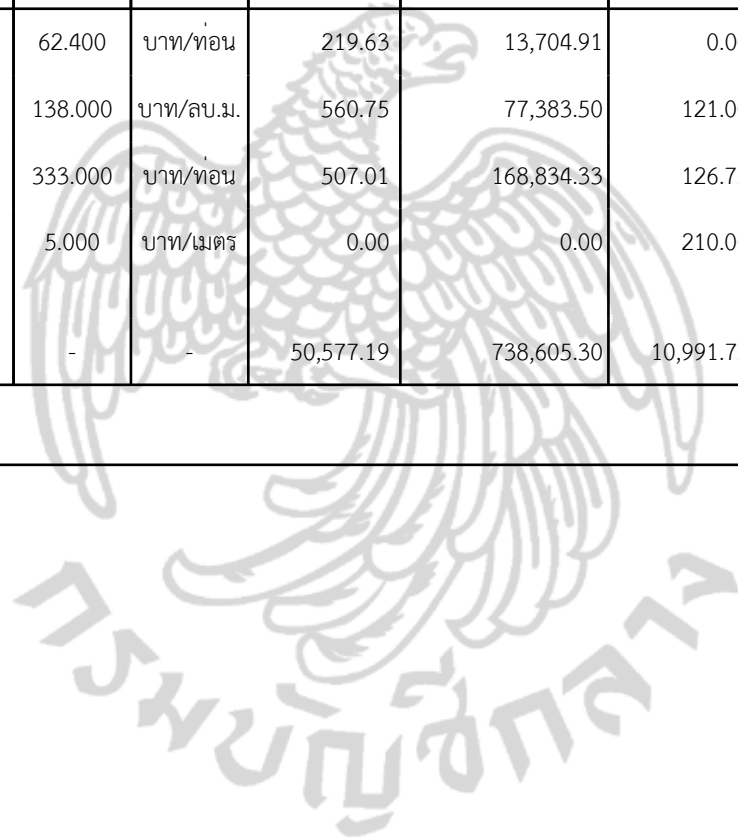 62.400 บาท/ท่อน 219.63 13,704.91 0.0
138.000 บาท/ลบ.ม. 560.75 77,383.50 121.0
333.000 บาท/ท่อน 507.01 168,834.33 126.7
5.000 บาท/เมตร 0.00 0.00 210.0
- - 50,577.19 738,605.30 10,991.7
กรมบัญชีกลาง